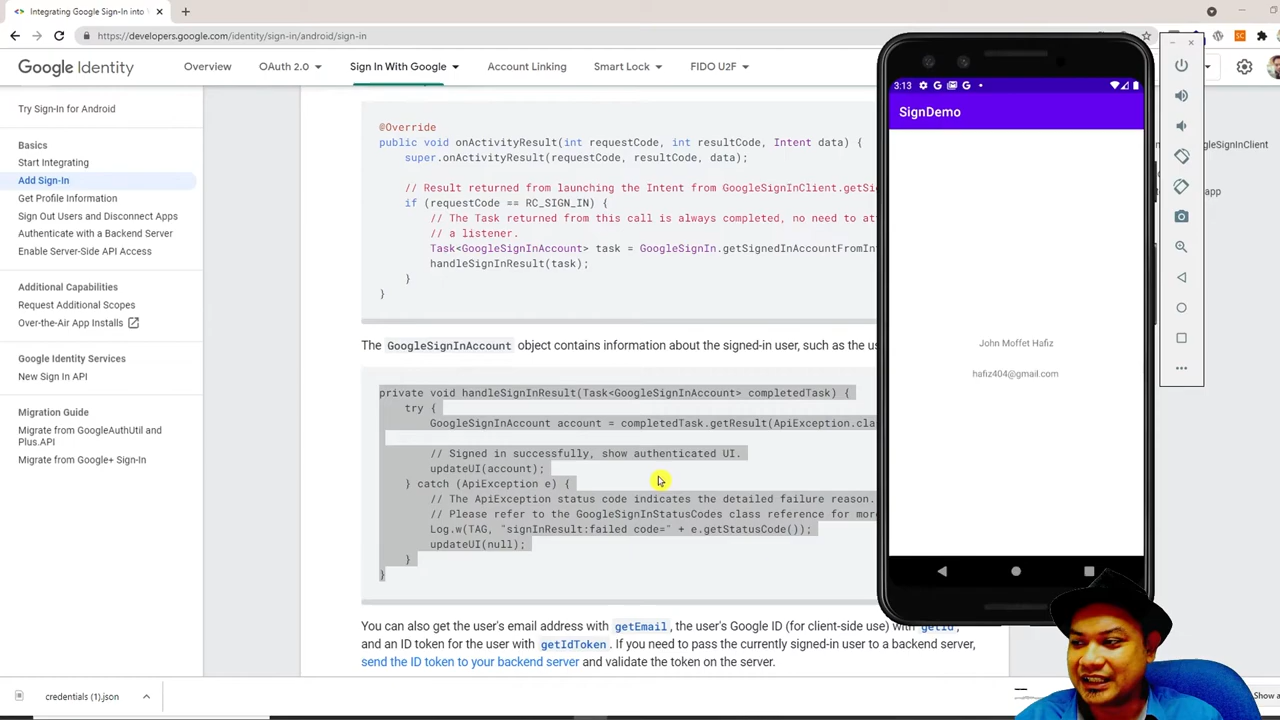 Integrating Google Sign-In into
https://developers.google.com/identity/sign-in/android/sign-in
Google Identity
Overview
Sign In With Google
Account Linking
Smart Lock
FIDO U2F
Try Sign-In for Android
Basics
Start Integrating
Add Sign-In
Get Profile Information
Sign Out Users and Disconnect Apps
Authenticate with a Backend Server
Enable Server-Side API Access
Additional Capabilities
Request Additional Scopes
Over-the-Air App Installs
Google Identity Services
New Sign In API
Migration Guide
Migrate from GoogleAuthUtil and
Plus.API
Migrate from Google+ Sign-In
@Override
public void onActivityResult(int requestCode, int resultCode, Intent data) {
super.onActivityResult(requestCode, resultCode, data);
// Result returned from launching the Intent from GoogleSignInClient.getSi
if (requestCode == RC_SIGN_IN) {
// The Task returned from this call is always completed, no need to at
// a listener.
Task<GoogleSignInAccount> task = GoogleSignIn.getSignedInAccountFromIn
handleSignInResult(task);
}
}
The GoogleSignInAccount object contains information about the signed-in user, such as the us
private void handleSignInResult(Task<GoogleSignInAccount> completedTask) {
try {
GoogleSignInAccount account = completedTask.getResult(ApiException.clas
// Signed in successfully, show authenticated UI.
updateUI(account);
} catch (ApiException e) {
// The ApiException status code indicates the detailed failure reason.
// Please refer to the GoogleSignInStatusCodes class reference for more
Log.w(TAG, "signInResult:failed code=" + e.getStatusCode());
updateUI(null);
}
}
You can also get the user's email address with getEmail, the user's Google ID (for client-side use) with getId,
and an ID token for the user with getIdToken. If you need to pass the currently signed-in user to a backend server,
send the ID token to your backend server and validate the token on the server.
3:13
SignDemo
John Moffet Hafiz
hafiz404@gmail.com
gleSignInClient
app
credentials (1).json
Show a